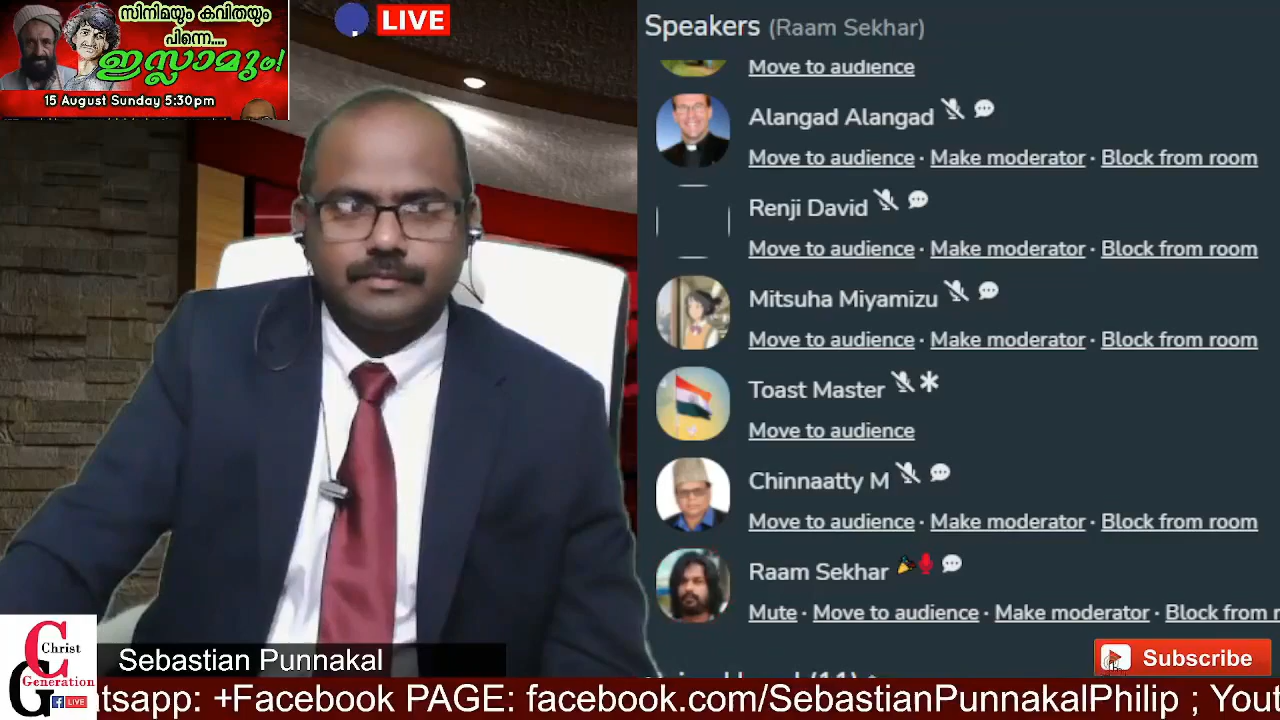 സിനിമയും കവിതയും
പിന്നെ....
ഇസ്ലാമും!
15 August Sunday 5:30pm
LIVE
Speakers (Raam Sekhar)
Move to audience
Alangad Alangad
Move to audience · Make moderator · Block from room
Renji David
Move to audience · Make moderator · Block from room
Mitsuha Miyamizu
Move to audience · Make moderator · Block from room
Toast Master
Move to audience
Chinnaatty M
Move to audience · Make moderator · Block from room
Raam Sekhar
Mute · Move to audience · Make moderator · Block from r
Subscribe
Christ
Generation
LIVE
Sebastian Punnakal
atsapp: +Facebook PAGE: facebook.com/SebastianPunnakalPhilip ; Yout